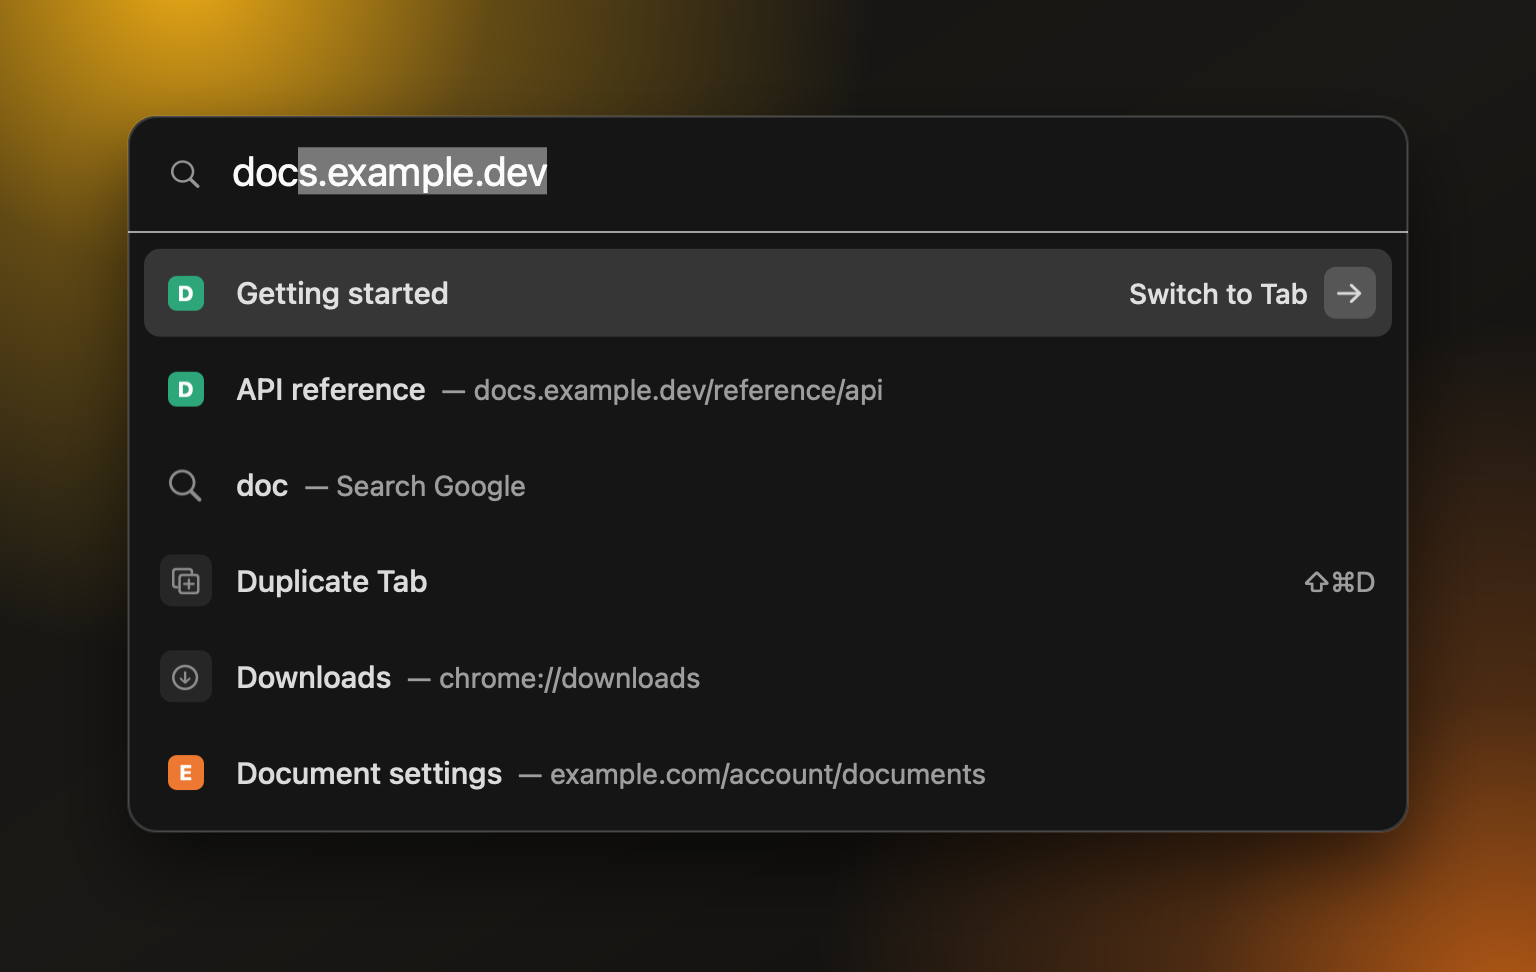 docs.example.dev
D Getting started Switch to Tab →
D API reference — docs.example.dev/reference/api
doc — Search Google
Duplicate Tab ⇧⌘D
Downloads — chrome://downloads
E Document settings — example.com/account/documents